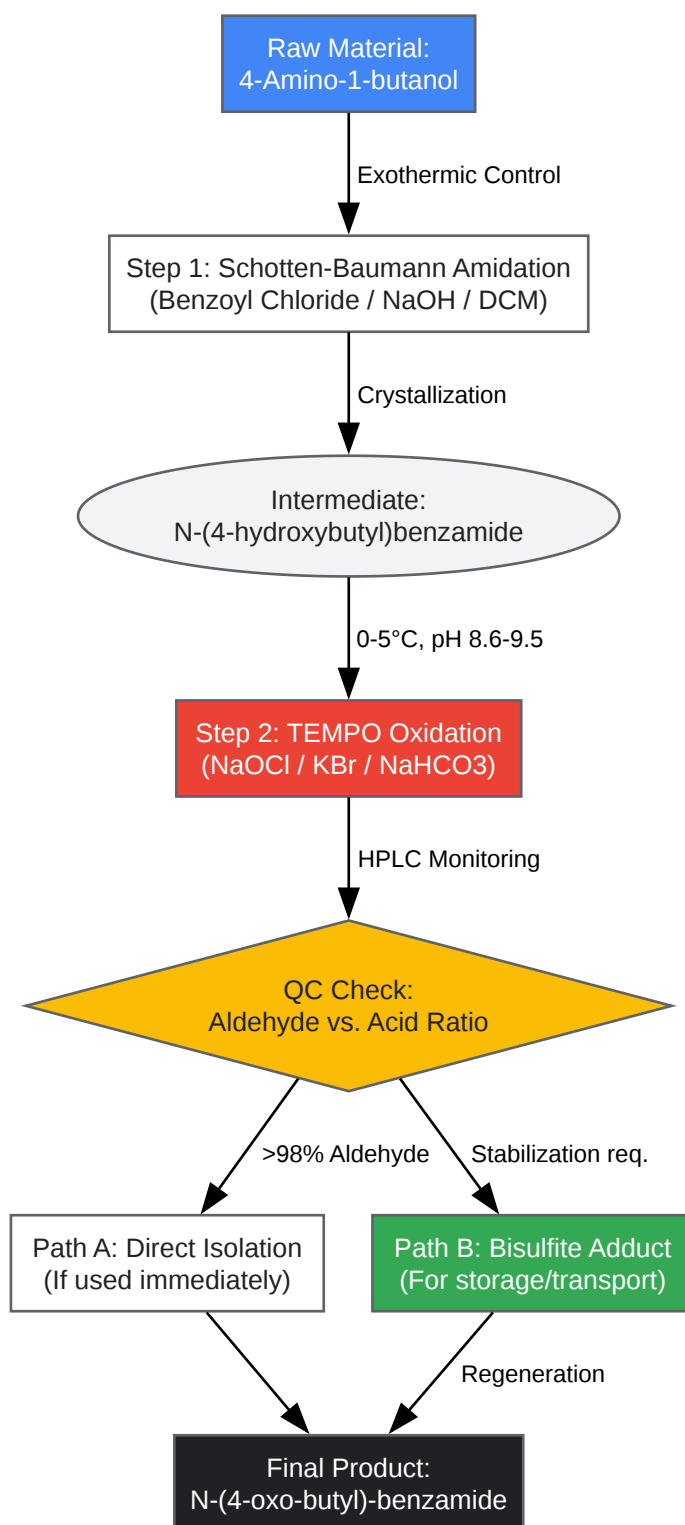 Raw Material:
4-Amino-1-butanol
Exothermic Control
Step 1: Schotten-Baumann Amidation
(Benzoyl Chloride / NaOH / DCM)
Crystallization
Intermediate:
N-(4-hydroxybutyl)benzamide
0-5°C, pH 8.6-9.5
Step 2: TEMPO Oxidation
(NaOCl / KBr / NaHCO3)
HPLC Monitoring
QC Check:
Aldehyde vs. Acid Ratio
>98% Aldehyde
Stabilization req.
Path A: Direct Isolation
(If used immediately)
Path B: Bisulfite Adduct
(For storage/transport)
Regeneration
Final Product:
N-(4-oxo-butyl)-benzamide